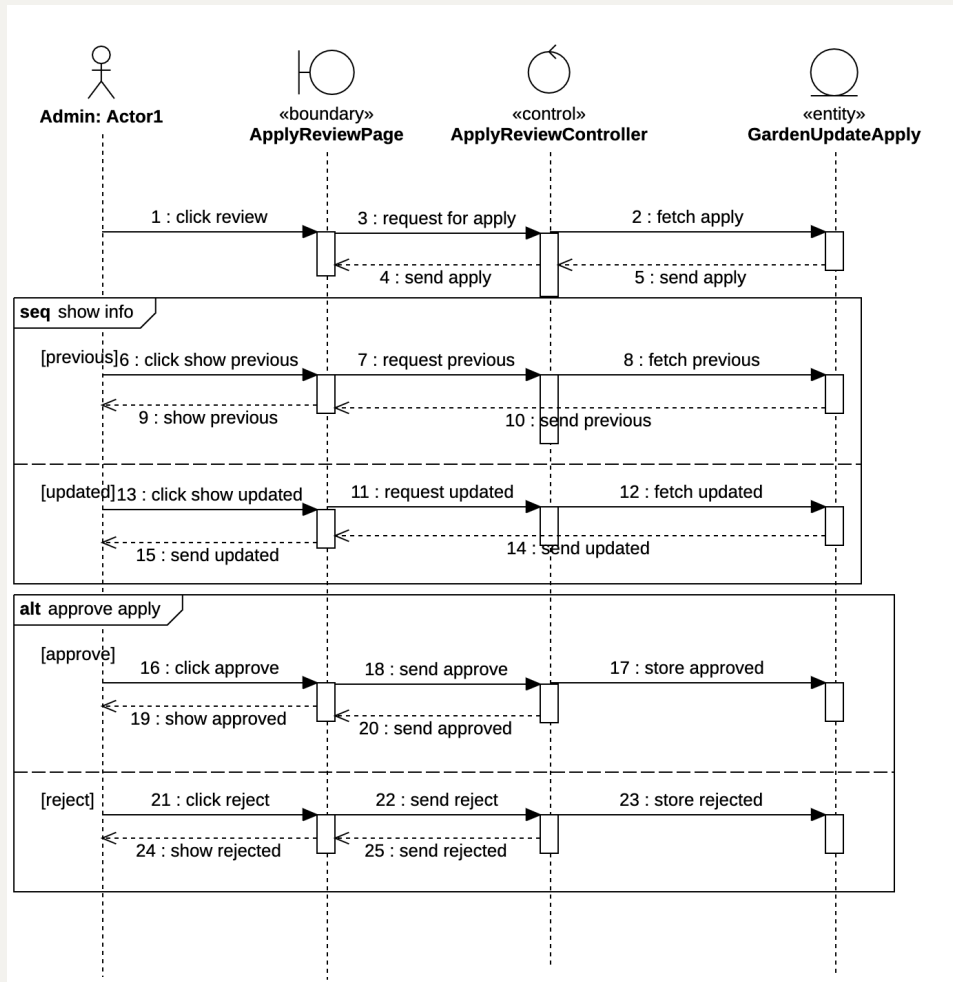 Admin: Actor1
«boundary»
ApplyReviewPage
«control»
ApplyReviewController
«entity»
GardenUpdateApply
1 : click review
3 : request for apply
2 : fetch apply
4 : send apply
5 : send apply
seq show info
[previous]
6 : click show previous
7 : request previous
8 : fetch previous
9 : show previous
10 : send previous
[updated]
13 : click show updated
11 : request updated
12 : fetch updated
15 : send updated
14 : send updated
alt approve apply
[approve]
16 : click approve
18 : send approve
17 : store approved
19 : show approved
20 : send approved
[reject]
21 : click reject
22 : send reject
23 : store rejected
24 : show rejected
25 : send rejected